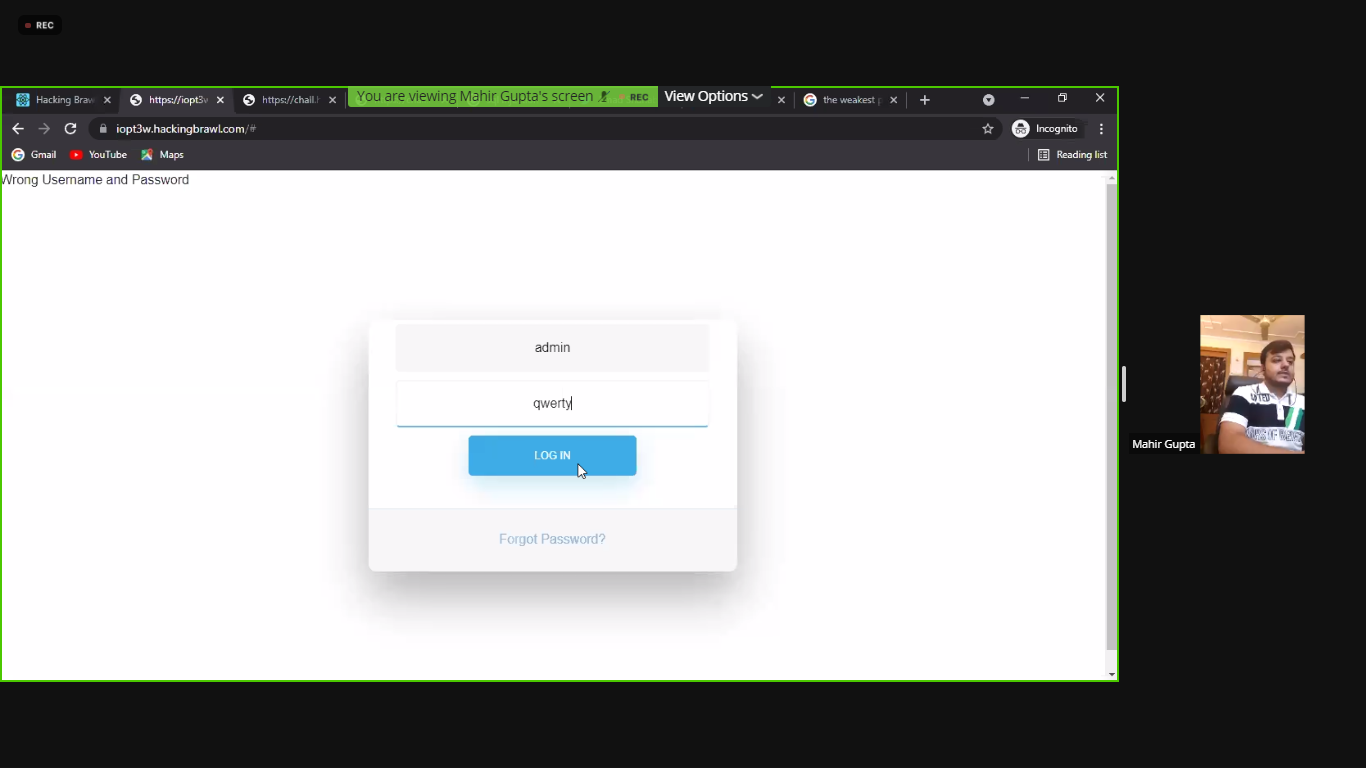 REC
Hacking Braw
https://iopt3w
https://chall.h
You are viewing Mahir Gupta's screen
REC
View Options
the weakest p
iopt3w.hackingbrawl.com/#
Incognito
Gmail
YouTube
Maps
Reading list
Wrong Username and Password
admin
qwerty
LOG IN
Forgot Password?
Mahir Gupta